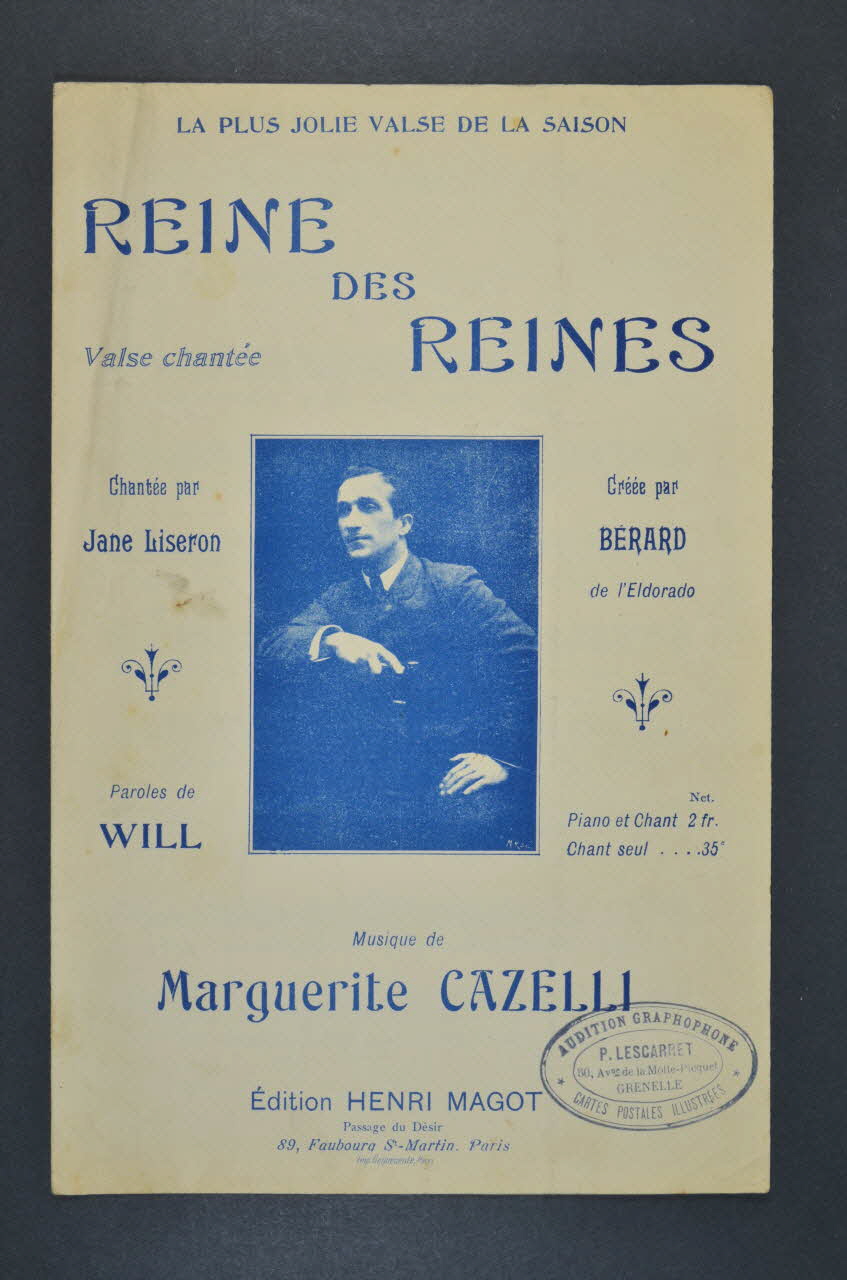 LA PLUS JOLIE VALSE DE LA SAISON
REINE
DES
REINES
Valse chantée
Chantée par
Jane Liseron
Créée par
BÉRARD
de l'Eldorado
Paroles de
WILL
Net.
Piano et Chant 2 fr.
Chant seul . . . .35c
Musique de
Marguerite CAZELLI
AUDITION GRAPHOPHONE
P. LESCARRET
80, Avue de la Motte-Picquet
GRENELLE
* CARTES POSTALES ILLUSTRÉES *
Édition HENRI MAGOT
Passage du Désir
89, Faubourg St-Martin. Paris
Paris